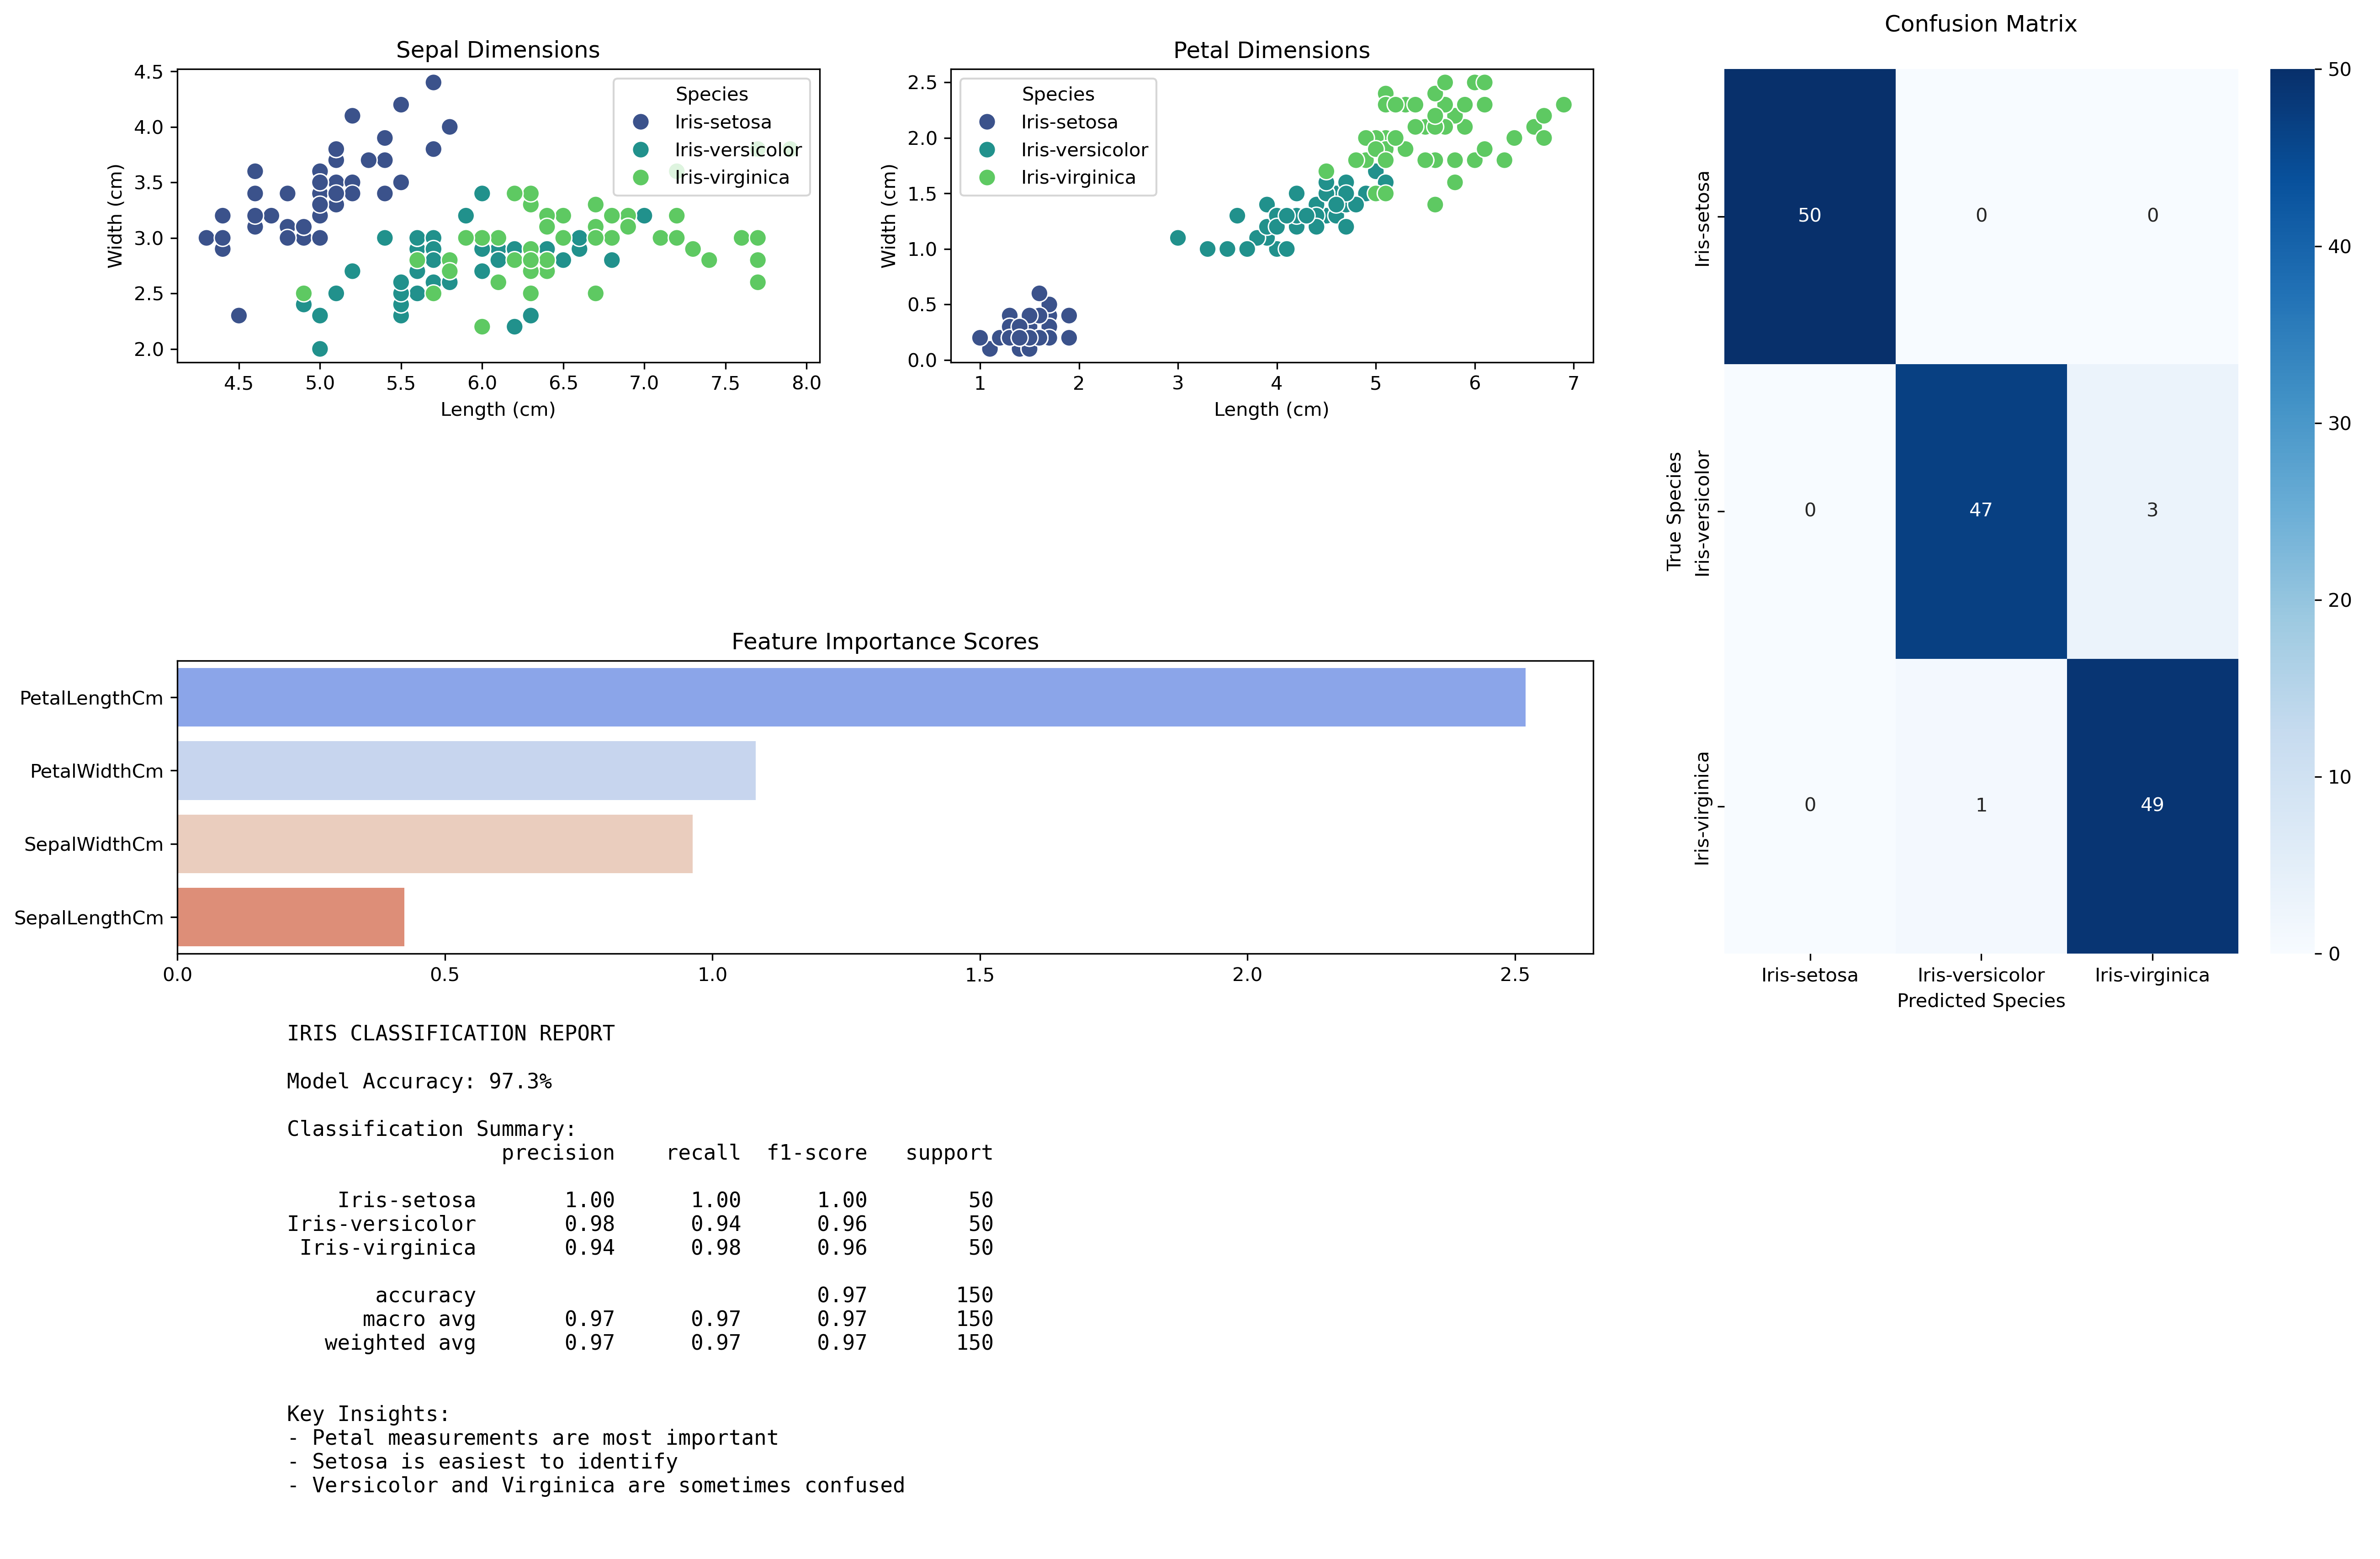 Sepal Dimensions
4.5
4.0
3.5
3.0
2.5
2.0
Width (cm)
Species
Iris-setosa
Iris-versicolor
Iris-virginica
4.5 5.0 5.5 6.0 6.5 7.0 7.5 8.0
Length (cm)
Petal Dimensions
2.5
2.0
1.5
1.0
0.5
0.0
Width (cm)
Species
Iris-setosa
Iris-versicolor
Iris-virginica
1 2 3 4 5 6 7
Length (cm)
Confusion Matrix
True Species
Iris-setosa
50 0 0
Iris-versicolor
0 47 3
Iris-virginica
0 1 49
Iris-setosa Iris-versicolor Iris-virginica
Predicted Species
50
40
30
20
10
0
Feature Importance Scores
PetalLengthCm
PetalWidthCm
SepalWidthCm
SepalLengthCm
0.0 0.5 1.0 1.5 2.0 2.5
IRIS CLASSIFICATION REPORT
Model Accuracy: 97.3%
Classification Summary:
precision recall f1-score support
Iris-setosa 1.00 1.00 1.00 50
Iris-versicolor 0.98 0.94 0.96 50
Iris-virginica 0.94 0.98 0.96 50
accuracy 0.97 150
macro avg 0.97 0.97 0.97 150
weighted avg 0.97 0.97 0.97 150
Key Insights:
- Petal measurements are most important
- Setosa is easiest to identify
- Versicolor and Virginica are sometimes confused